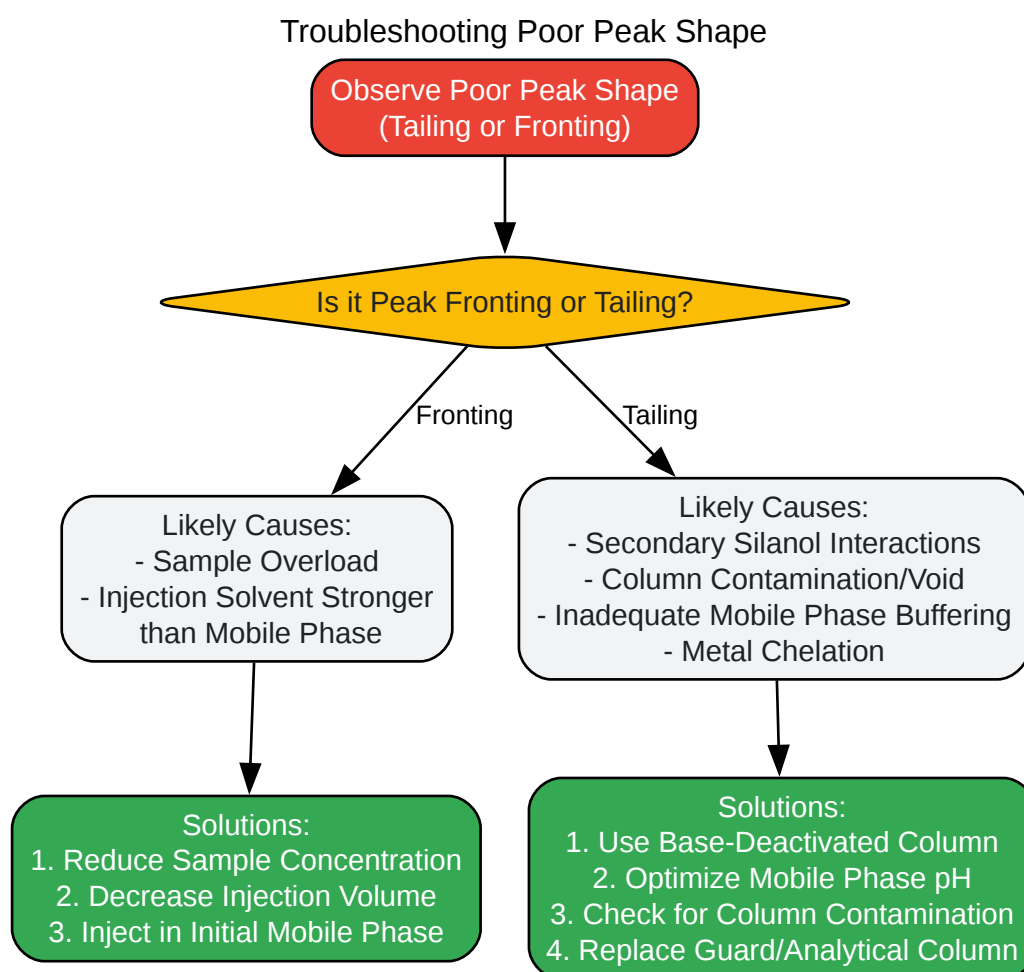 Troubleshooting Poor Peak Shape
Observe Poor Peak Shape
(Tailing or Fronting)
Is it Peak Fronting or Tailing?
Fronting
Tailing
Likely Causes:
- Sample Overload
- Injection Solvent Stronger
than Mobile Phase
Likely Causes:
- Secondary Silanol Interactions
- Column Contamination/Void
- Inadequate Mobile Phase Buffering
- Metal Chelation
Solutions:
1. Reduce Sample Concentration
2. Decrease Injection Volume
3. Inject in Initial Mobile Phase
Solutions:
1. Use Base-Deactivated Column
2. Optimize Mobile Phase pH
3. Check for Column Contamination
4. Replace Guard/Analytical Column